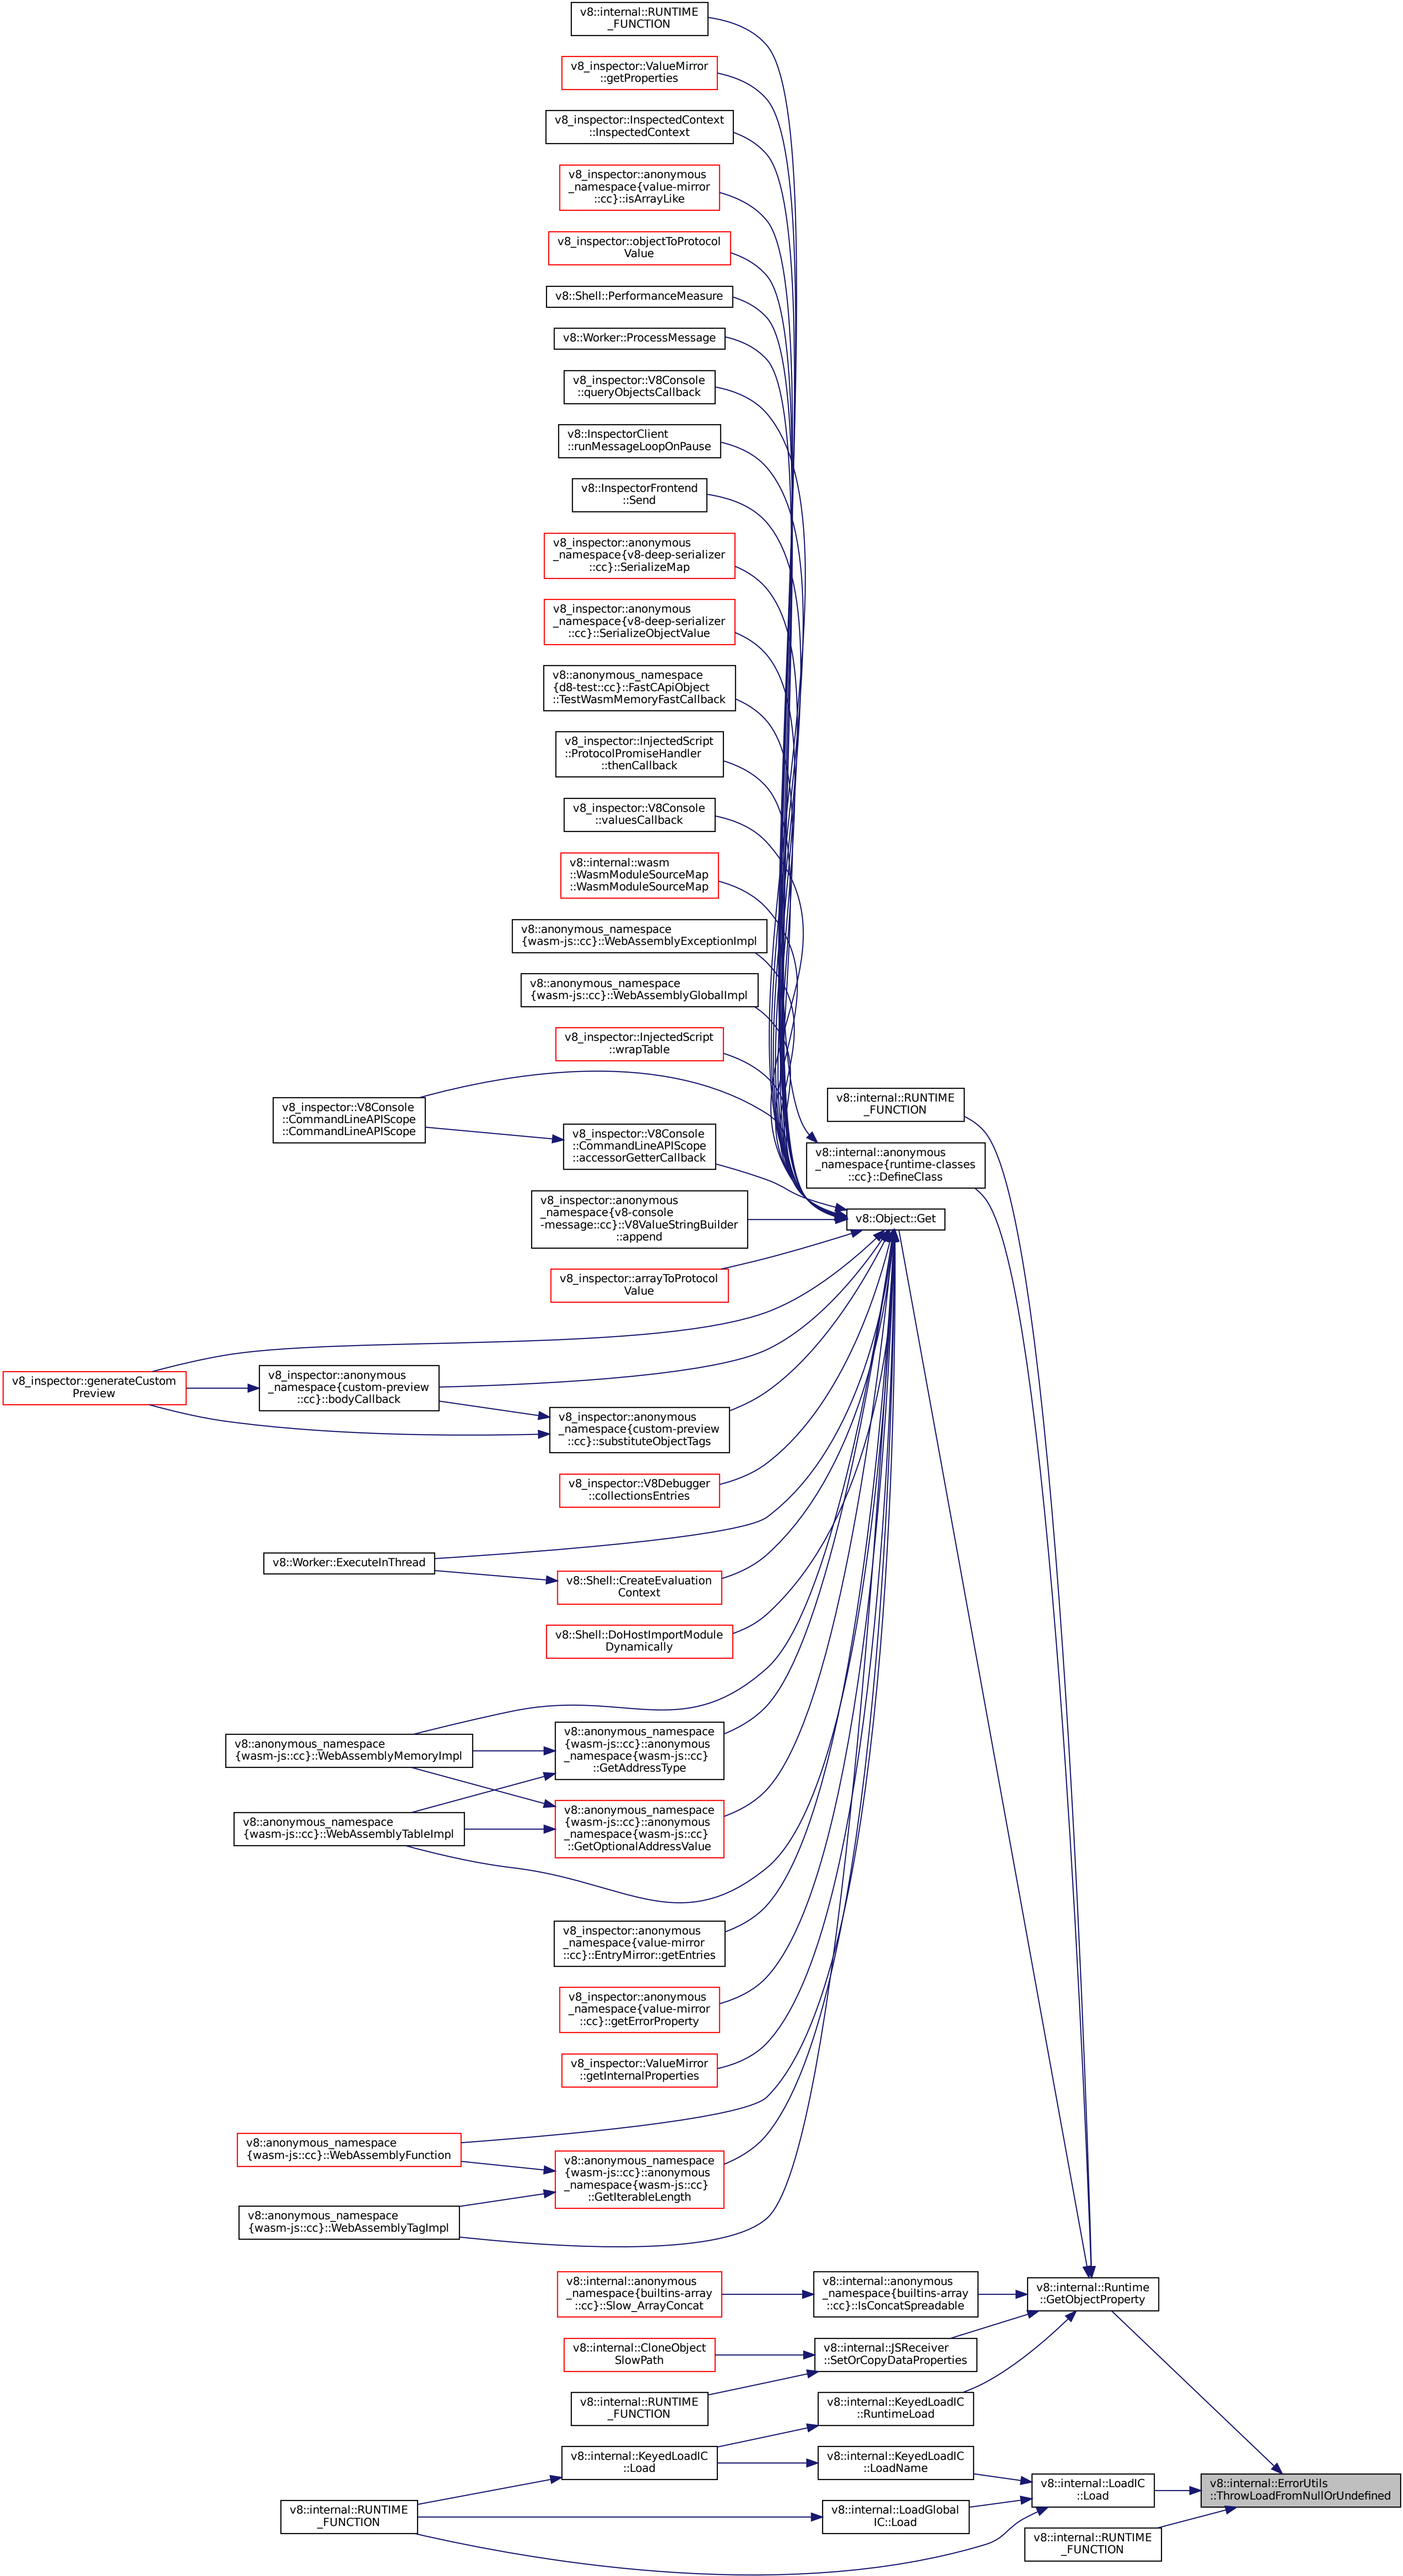 v8::internal::RUNTIME
_FUNCTION
v8_inspector::ValueMirror
::getProperties
v8_inspector::InspectedContext
::InspectedContext
v8_inspector::anonymous
_namespace{value-mirror
::cc}::isArrayLike
v8_inspector::objectToProtocol
Value
v8::Shell::PerformanceMeasure
v8::Worker::ProcessMessage
v8_inspector::V8Console
::queryObjectsCallback
v8::InspectorClient
::runMessageLoopOnPause
v8::InspectorFrontend
::Send
v8_inspector::anonymous
_namespace{v8-deep-serializer
::cc}::SerializeMap
v8_inspector::anonymous
_namespace{v8-deep-serializer
::cc}::SerializeObjectValue
v8::anonymous_namespace
{d8-test::cc}::FastCApiObject
::TestWasmMemoryFastCallback
v8_inspector::InjectedScript
::ProtocolPromiseHandler
::thenCallback
v8_inspector::V8Console
::valuesCallback
v8::internal::wasm
::WasmModuleSourceMap
::WasmModuleSourceMap
v8::anonymous_namespace
{wasm-js::cc}::WebAssemblyExceptionImpl
v8::anonymous_namespace
{wasm-js::cc}::WebAssemblyGlobalImpl
v8_inspector::InjectedScript
::wrapTable
v8::internal::RUNTIME
_FUNCTION
v8_inspector::V8Console
::CommandLineAPIScope
::CommandLineAPIScope
v8_inspector::V8Console
::CommandLineAPIScope
::accessorGetterCallback
v8::internal::anonymous
_namespace{runtime-classes
::cc}::DefineClass
v8_inspector::anonymous
_namespace{v8-console
-message::cc}::V8ValueStringBuilder
::append
v8::Object::Get
v8_inspector::arrayToProtocol
Value
v8_inspector::generateCustom
Preview
v8_inspector::anonymous
_namespace{custom-preview
::cc}::bodyCallback
v8_inspector::anonymous
_namespace{custom-preview
::cc}::substituteObjectTags
v8_inspector::V8Debugger
::collectionsEntries
v8::Worker::ExecuteInThread
v8::Shell::CreateEvaluation
Context
v8::Shell::DoHostImportModule
Dynamically
v8::anonymous_namespace
{wasm-js::cc}::WebAssemblyMemoryImpl
v8::anonymous_namespace
{wasm-js::cc}::anonymous
_namespace{wasm-js::cc}
::GetAddressType
v8::anonymous_namespace
{wasm-js::cc}::WebAssemblyTableImpl
v8::anonymous_namespace
{wasm-js::cc}::anonymous
_namespace{wasm-js::cc}
::GetOptionalAddressValue
v8_inspector::anonymous
_namespace{value-mirror
::cc}::EntryMirror::getEntries
v8_inspector::anonymous
_namespace{value-mirror
::cc}::getErrorProperty
v8_inspector::ValueMirror
::getInternalProperties
v8::anonymous_namespace
{wasm-js::cc}::WebAssemblyFunction
v8::anonymous_namespace
{wasm-js::cc}::anonymous
_namespace{wasm-js::cc}
::GetIterableLength
v8::anonymous_namespace
{wasm-js::cc}::WebAssemblyTagImpl
v8::internal::anonymous
_namespace{builtins-array
::cc}::Slow_ArrayConcat
v8::internal::anonymous
_namespace{builtins-array
::cc}::IsConcatSpreadable
v8::internal::Runtime
::GetObjectProperty
v8::internal::CloneObject
SlowPath
v8::internal::JSReceiver
::SetOrCopyDataProperties
v8::internal::RUNTIME
_FUNCTION
v8::internal::KeyedLoadIC
::RuntimeLoad
v8::internal::KeyedLoadIC
::Load
v8::internal::KeyedLoadIC
::LoadName
v8::internal::LoadIC
::Load
v8::internal::ErrorUtils
::ThrowLoadFromNullOrUndefined
v8::internal::RUNTIME
_FUNCTION
v8::internal::LoadGlobal
IC::Load
v8::internal::RUNTIME
_FUNCTION